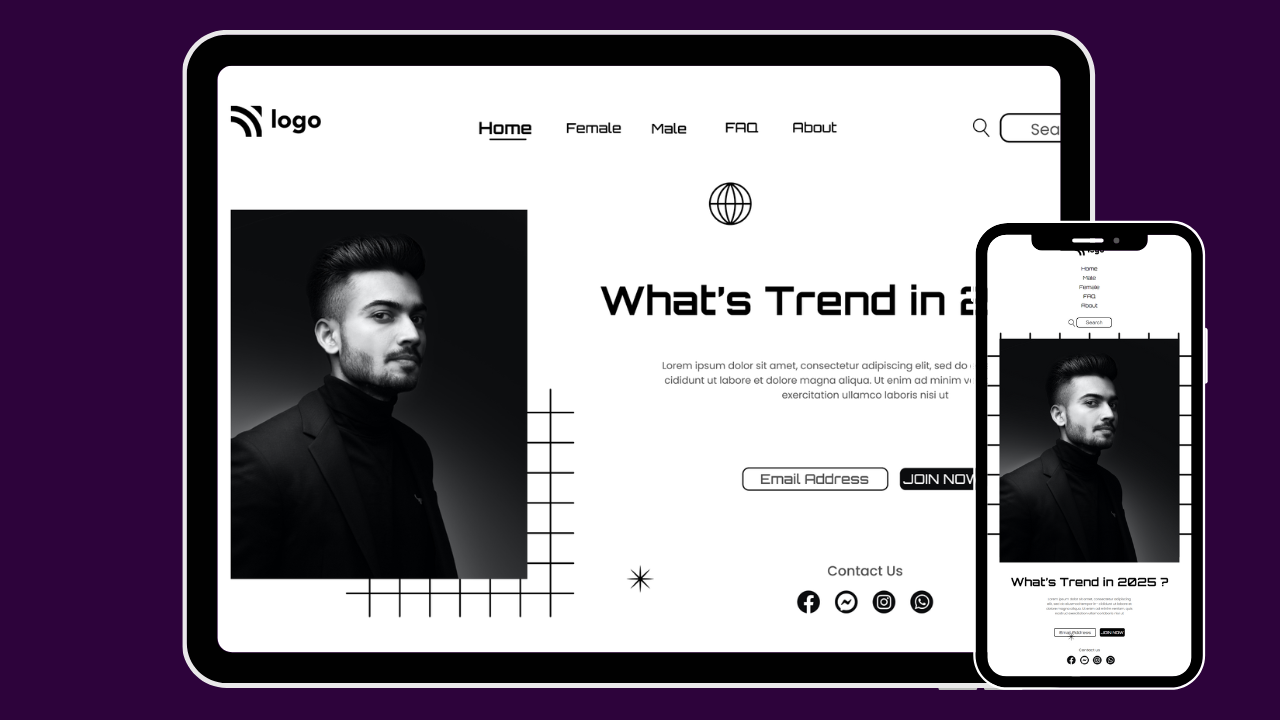 logo
Home Female Male FAQ About
Sea
What's Trend in 2
Lorem ipsum dolor sit amet, consectetur adipiscing elit, sed do
cididunt ut labore et dolore magna aliqua. Ut enim ad minim v
exercitation ullamco laboris nisi ut
Email Address JOIN NOW
Contact Us
logo
Home
Male
Female
FAQ
About
Search
What's Trend in 2025 ?
Email Address JOIN NOW
Contact us